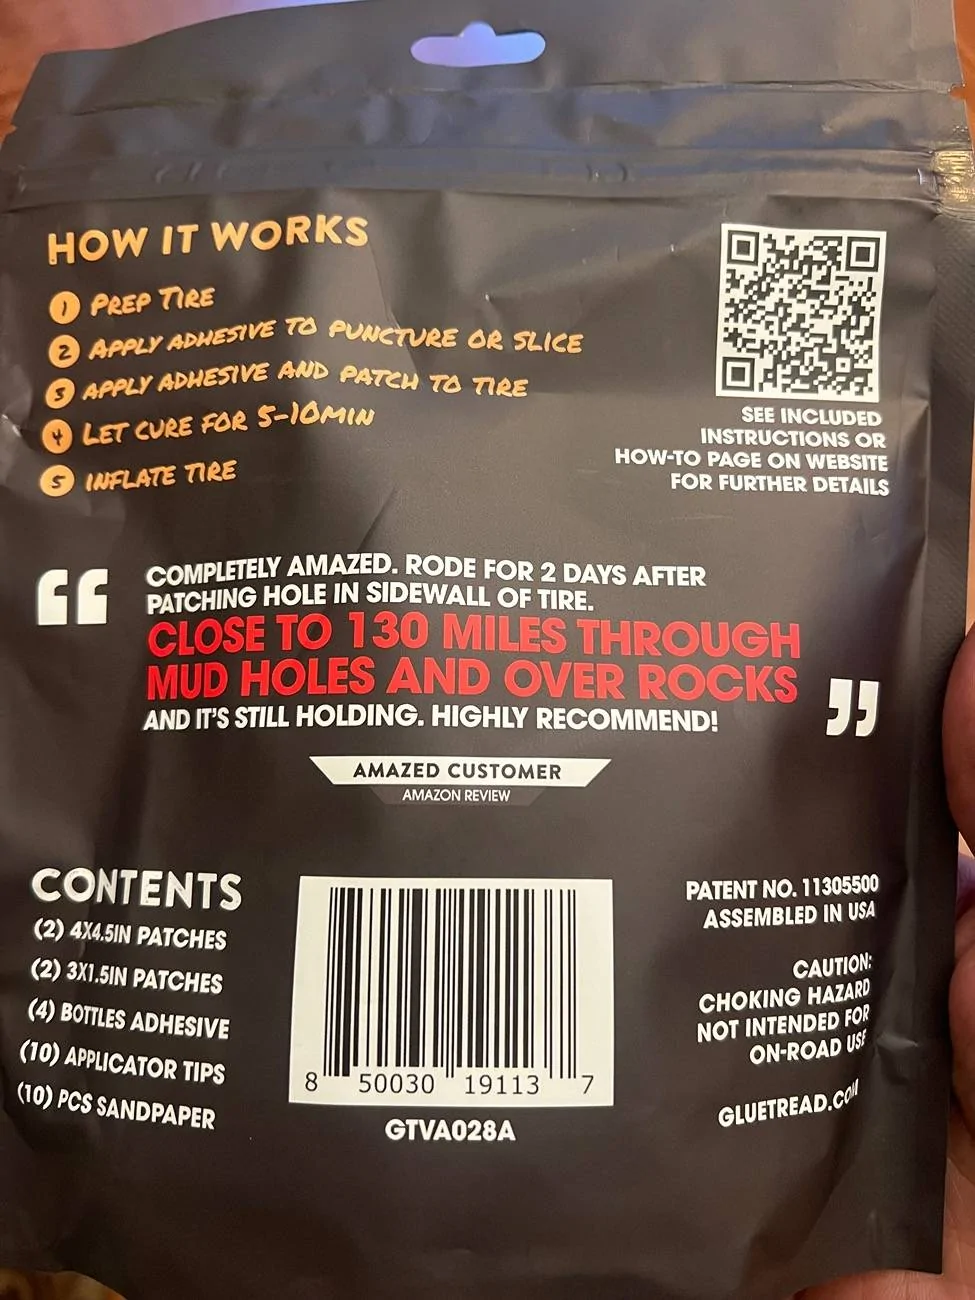 HOW IT WORKS
1 PREP TIRE
2 APPLY ADHESIVE TO PUNCTURE OR SLICE
3 APPLY ADHESIVE AND PATCH TO TIRE
4 LET CURE FOR 5-10MIN
5 INFLATE TIRE
SEE INCLUDED
INSTRUCTIONS OR
HOW-TO PAGE ON WEBSITE
FOR FURTHER DETAILS
“ COMPLETELY AMAZED. RODE FOR 2 DAYS AFTER
PATCHING HOLE IN SIDEWALL OF TIRE.
CLOSE TO 130 MILES THROUGH
MUD HOLES AND OVER ROCKS
AND IT'S STILL HOLDING. HIGHLY RECOMMEND! ”
AMAZED CUSTOMER
AMAZON REVIEW
CONTENTS
(2) 4X4.5IN PATCHES
(2) 3X1.5IN PATCHES
(4) BOTTLES ADHESIVE
(10) APPLICATOR TIPS
(10) PCS SANDPAPER
8 50030 19113 7
GTVA028A
PATENT NO. 11305500
ASSEMBLED IN USA
CAUTION:
CHOKING HAZARD
NOT INTENDED FOR
ON-ROAD USE
GLUETREAD.COM